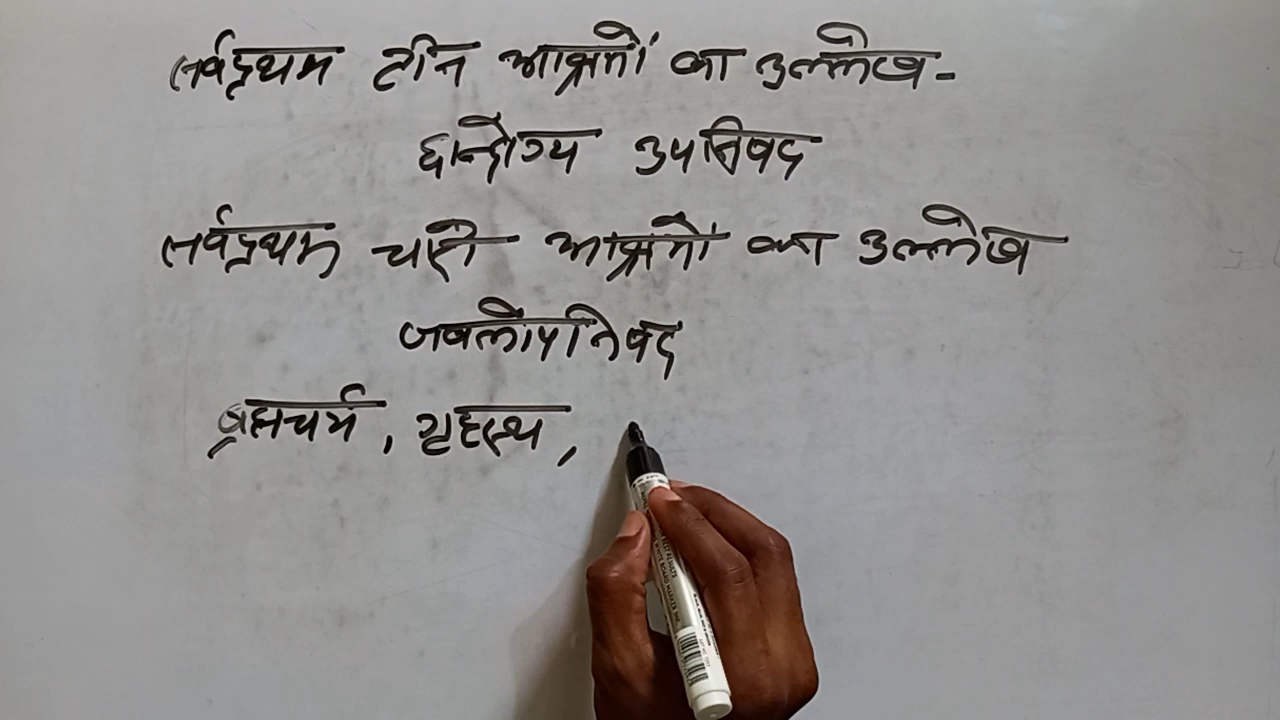 सर्वप्रथम तीन आश्रमों का उल्लेख-
छान्दोग्य उपनिषद
सर्वप्रथम चारो आश्रमों का उल्लेख
जबलोपनिषद
ब्रह्मचर्य, गृहस्थ,